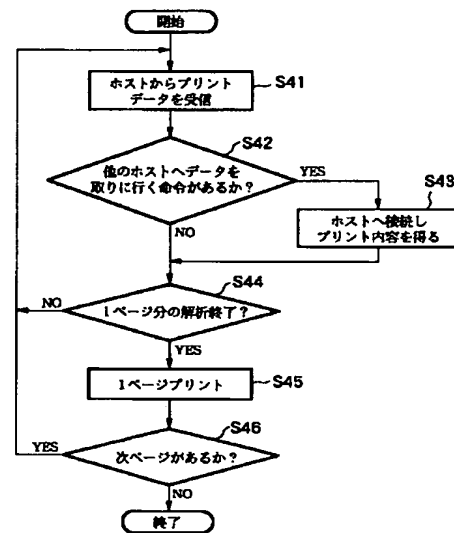 開始
ホストからプリント
データを受信
S41
S42
他のホストへデータを
取りに行く命令があるか?
YES
S43
ホストへ接続し
プリント内容を得る
NO
S44
NO
1ページ分の解析終了?
YES
1ページプリント
S45
S46
YES
次ページがあるか?
NO
終了